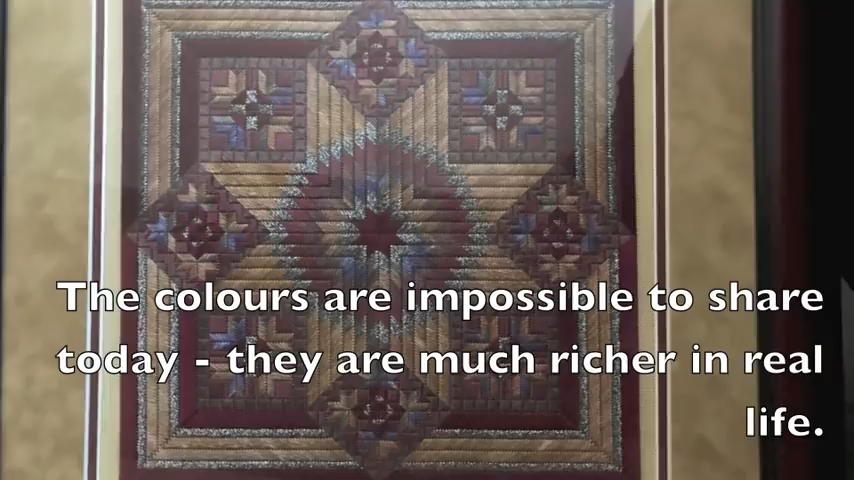 The colours are impossible to share
today - they are much richer in real
life.